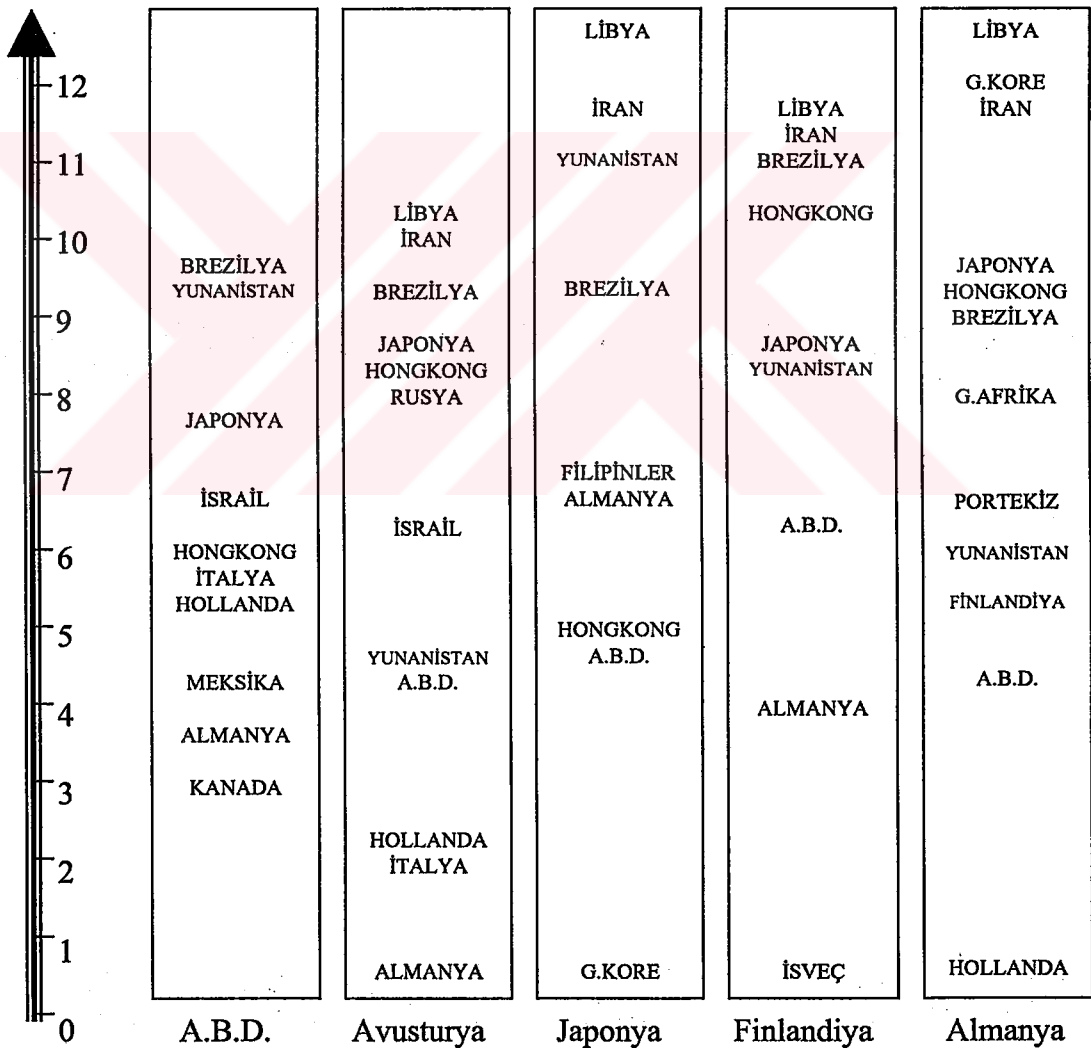 12
11
10
9
8
7
6
5
4
3
2
1
0
BREZİLYA
YUNANİSTAN
JAPONYA
İSRAİL
HONGKONG
İTALYA
HOLLANDA
MEKSİKA
ALMANYA
KANADA
A.B.D.
LİBYA
İRAN
BREZİLYA
JAPONYA
HONGKONG
RUSYA
İSRAİL
YUNANİSTAN
A.B.D.
HOLLANDA
İTALYA
ALMANYA
Avusturya
LİBYA
İRAN
YUNANİSTAN
BREZİLYA
FİLİPİNLER
ALMANYA
HONGKONG
A.B.D.
G.KORE
Japonya
LİBYA
İRAN
BREZİLYA
HONGKONG
JAPONYA
YUNANİSTAN
A.B.D.
ALMANYA
İSVEÇ
Finlandiya
LİBYA
G.KORE
İRAN
JAPONYA
HONGKONG
BREZİLYA
G.AFRİKA
PORTEKİZ
YUNANİSTAN
FİNLANDİYA
A.B.D.
HOLLANDA
Almanya